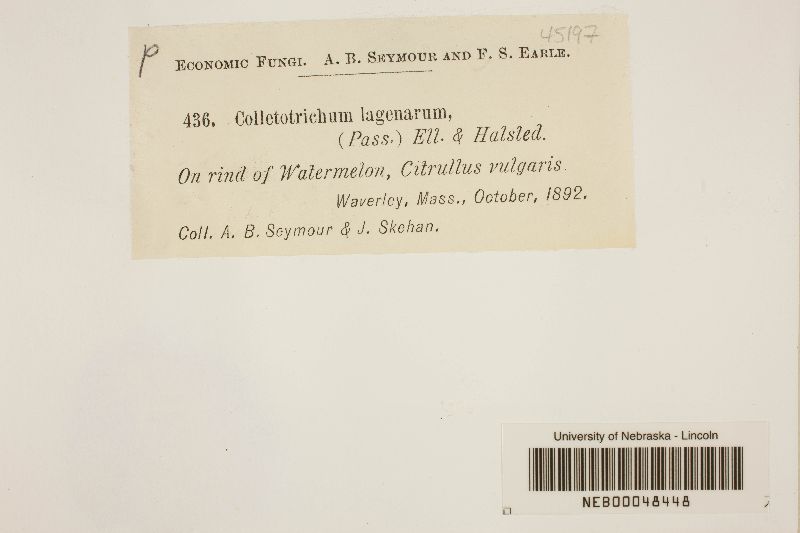 45197
p
ECONOMIC FUNGI. A. B. SEYMOUR AND F. S. EARLE.
436. Colletotrichum lagenarum,
(Pass.) Ell. & Halsted.
On rind of Watermelon, Citrullus vulgaris.
Waverley, Mass., October, 1892.
Coll. A. B. Seymour & J. Skehan.
University of Nebraska - Lincoln
NEB00048448